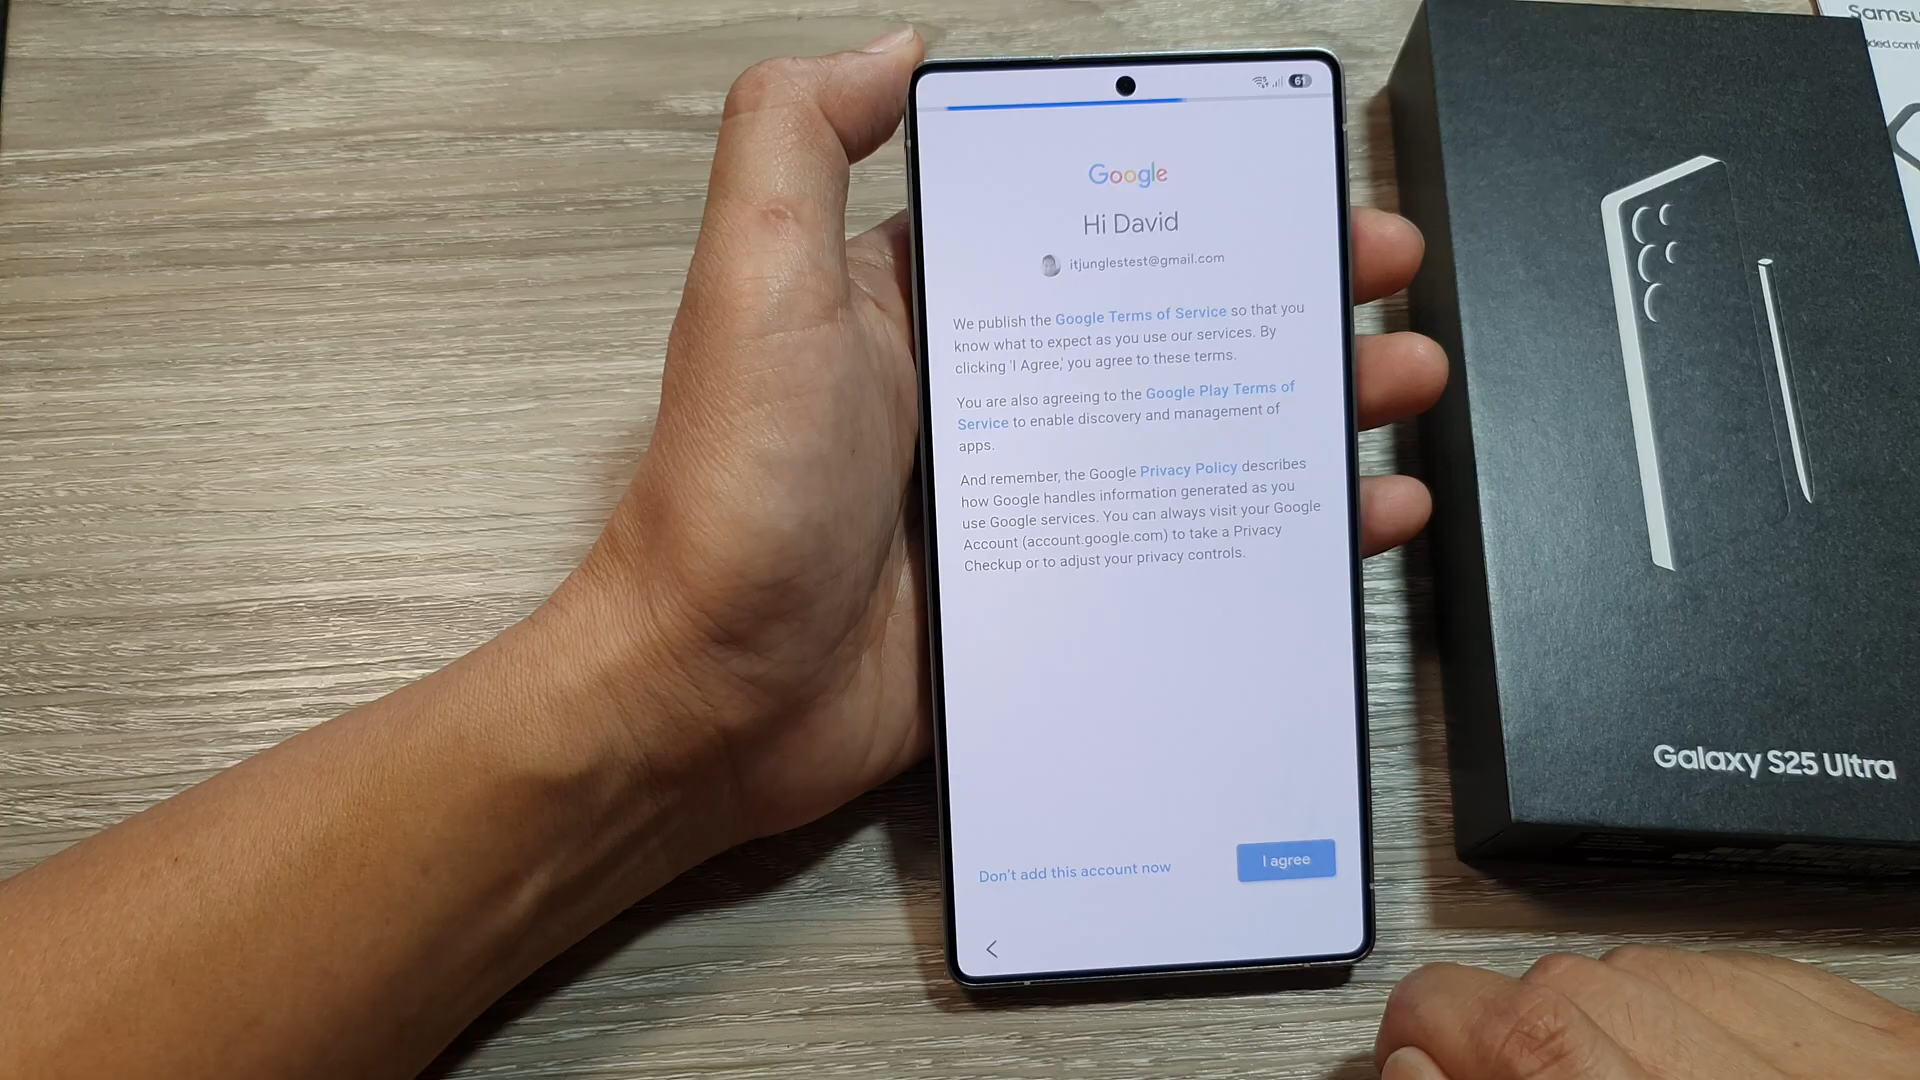 61
Google
Hi David
itjunglestest@gmail.com
We publish the Google Terms of Service so that you
know what to expect as you use our services. By
clicking 'I Agree,' you agree to these terms.
You are also agreeing to the Google Play Terms of
Service to enable discovery and management of
apps.
And remember, the Google Privacy Policy describes
how Google handles information generated as you
use Google services. You can always visit your Google
Account (account.google.com) to take a Privacy
Checkup or to adjust your privacy controls.
Don't add this account now
I agree
Galaxy S25 Ultra